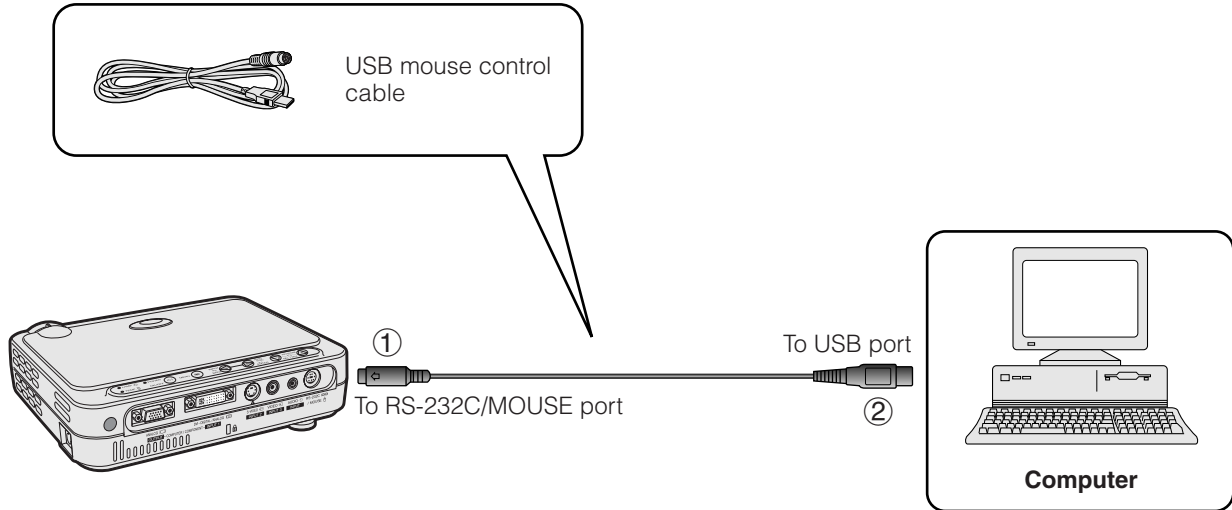 USB mouse control
cable
①
To USB port
To RS-232C/MOUSE port
②
Computer